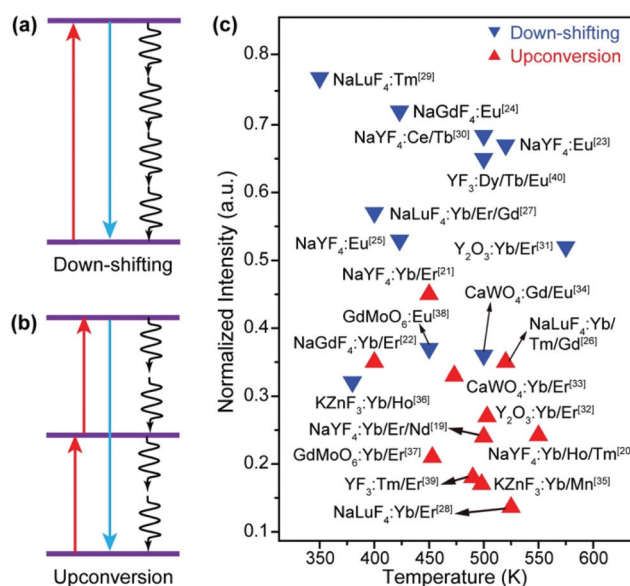 (a)
Down-shifting
(b)
Upconversion
(c)
Normalized Intensity (a.u.)
0.8
0.7
0.6
0.5
0.4
0.3
0.2
0.1
Down-shifting
Upconversion
NaLuF₄:Tm[29]
NaGdF₄:Eu[24]
NaYF₄:Ce/Tb[30]
NaYF₄:Eu[23]
YF₃:Dy/Tb/Eu[40]
NaLuF₄:Yb/Er/Gd[27]
NaYF₄:Eu[25]
Y₂O₃:Yb/Er[31]
NaYF₄:Yb/Er[21]
CaWO₄:Gd/Eu[34]
GdMoO₆:Eu[38]
NaLuF₄:Yb/
Tm/Gd[26]
NaGdF₄:Yb/Er[22]
CaWO₄:Yb/Er[33]
KZnF₃:Yb/Ho[36]
Y₂O₃:Yb/Er[32]
NaYF₄:Yb/Er/Nd[19]
GdMoO₆:Yb/Er[37]
NaYF₄:Yb/Ho/Tm[20
YF₃:Tm/Er[39]
KZnF₃:Yb/Mn[35]
NaLuF₄:Yb/Er[28]
350 400 450 500 550 600
Temperature (K)